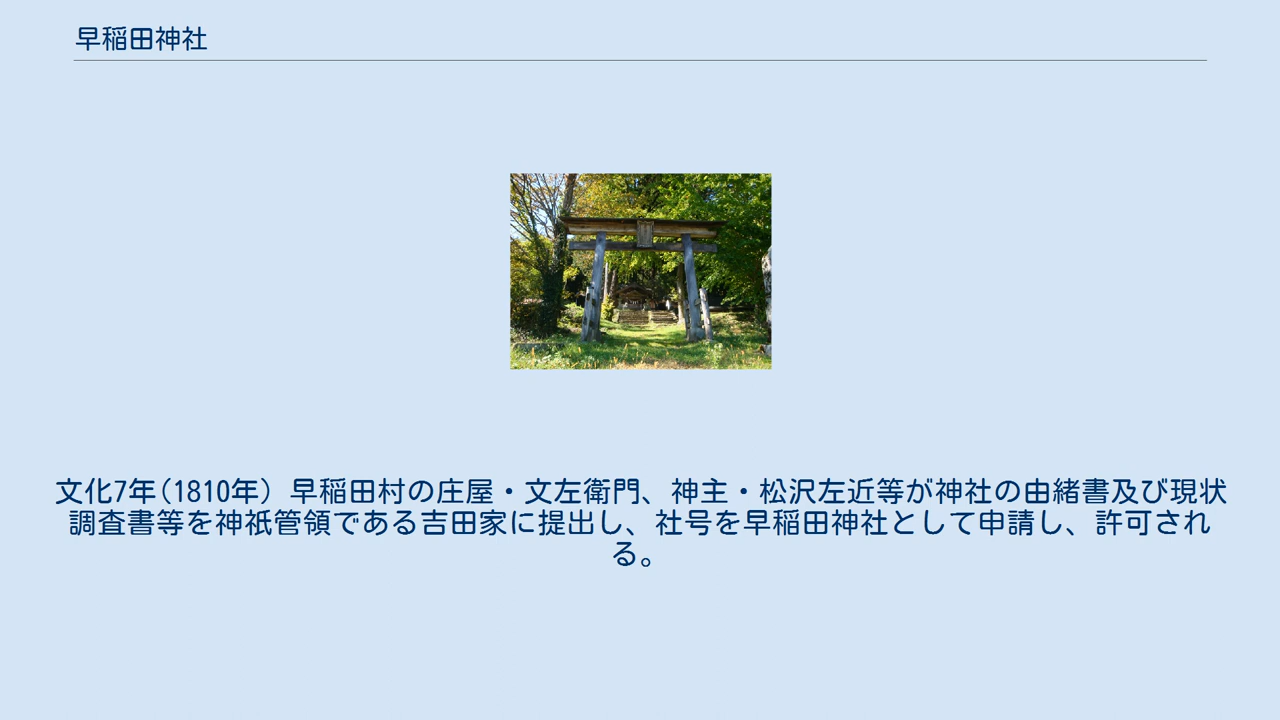 早稲田神社
文化7年(1810年) 早稲田村の庄屋・文左衛門、神主・松沢左近等が神社の由緒書及び現状
調査書等を神祇管領である吉田家に提出し、社号を早稲田神社として申請し、許可され
る。